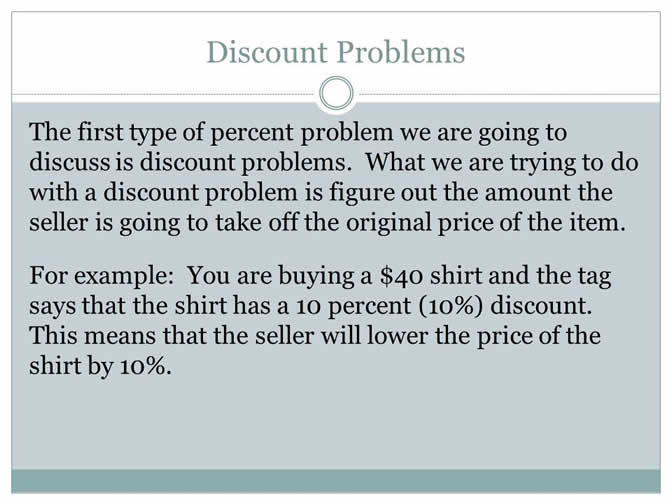 Discount Problems
The first type of percent problem we are going to
discuss is discount problems.  What we are trying to do
with a discount problem is figure out the amount the
seller is going to take off the original price of the item.
For example:  You are buying a $40 shirt and the tag
says that the shirt has a 10 percent (10%) discount.
This means that the seller will lower the price of the
shirt by 10%.